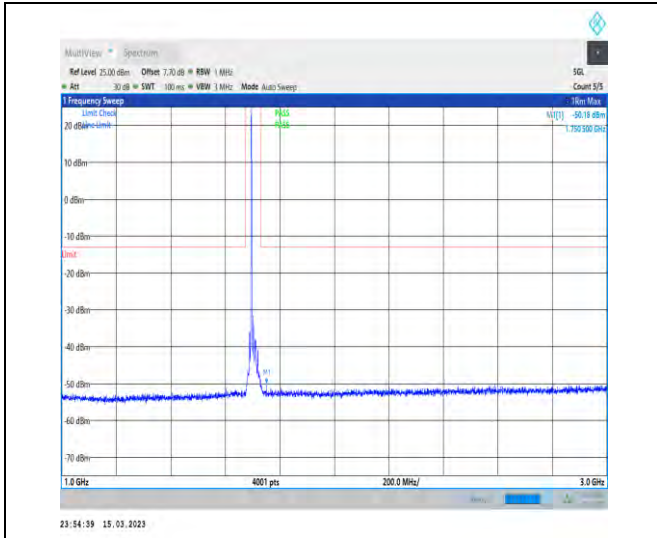 MultiView Spectrum
Ref Level 25.00 dBm Offset 7.70 dB RBW 1 MHz SGL
Att 30 dB SWT 100 ms VBW 3 MHz Mode Auto Sweep Count 5/5
1 Frequency Sweep 1Rm Max
Limit Check PASS M1[1] -50.18 dBm
20 dBm Line Limit PASS 1.750 500 GHz
10 dBm
0 dBm
-10 dBm
Limit
-20 dBm
-30 dBm
-40 dBm
M1
-50 dBm
-60 dBm
-70 dBm
1.0 GHz 4001 pts 200.0 MHz/ 3.0 GHz
23:54:39 15.03.2023